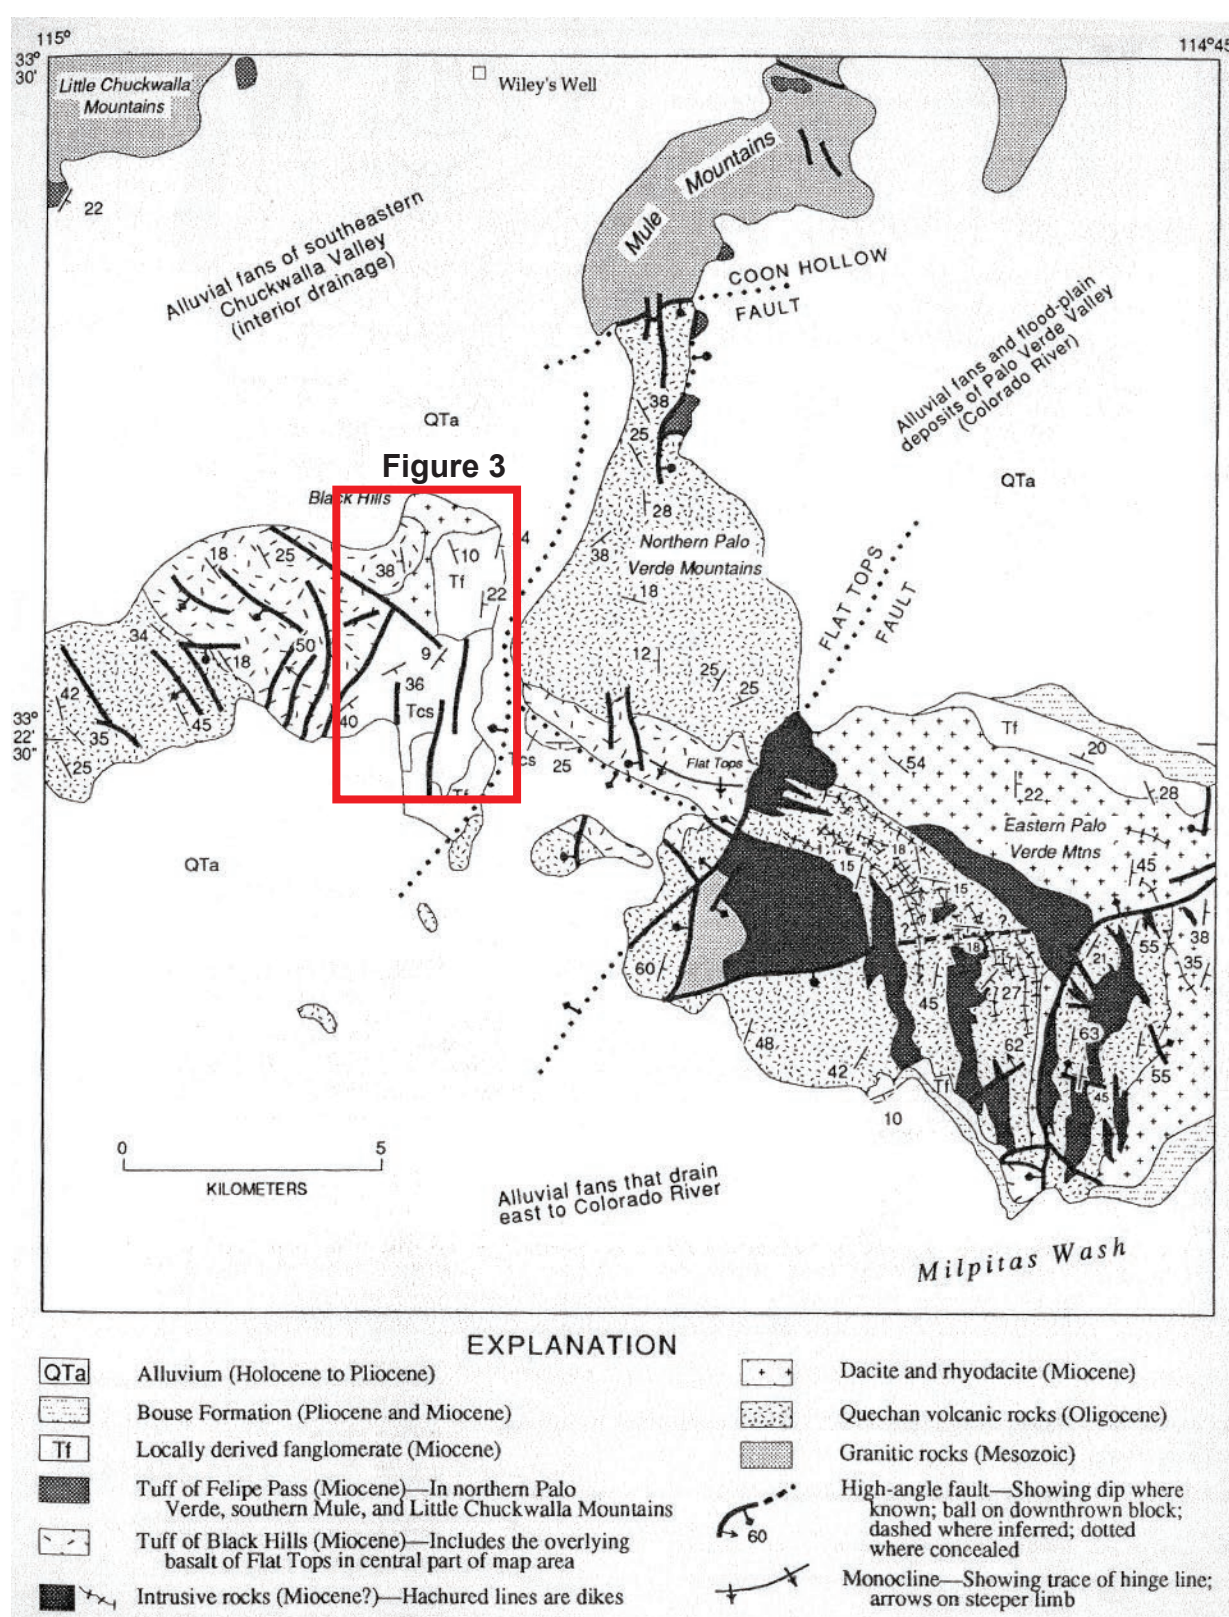 115°
114°45
33°
30'
Little Chuckwalla
Mountains
Wiley's Well
Mule Mountains
22
Alluvial fans of southeastern
Chuckwalla Valley
(interior drainage)
COON HOLLOW
FAULT
Alluvial fans and flood-plain
deposits of Palo Verde Valley
(Colorado River)
38
QTa
25
Figure 3
QTa
Black Hills
28
4
Northern Palo
Verde Mountains
FLAT TOPS
FAULT
18
25
38
10
38
Tf
22
18
34
50
18
9
12
25
25
42
36
45
40
Tcs
33°
22'
30"
35
Tf
20
25
Tcs
25
Flat Tops
54
22
28
Tf
Eastern Palo
Verde Mtns
QTa
15
18
45
15
?
?
18
55
38
21
35
60
45
27
48
62
63
42
55
Tf
45
10
0
5
KILOMETERS
Alluvial fans that drain
east to Colorado River
Milpitas Wash
EXPLANATION
QTa
Alluvium (Holocene to Pliocene)
Bouse Formation (Pliocene and Miocene)
Tf
Locally derived fanglomerate (Miocene)
Tuff of Felipe Pass (Miocene)—In northern Palo
Verde, southern Mule, and Little Chuckwalla Mountains
Tuff of Black Hills (Miocene)—Includes the overlying
basalt of Flat Tops in central part of map area
Intrusive rocks (Miocene?)—Hachured lines are dikes
Dacite and rhyodacite (Miocene)
Quechan volcanic rocks (Oligocene)
Granitic rocks (Mesozoic)
High-angle fault—Showing dip where
known; ball on downthrown block;
dashed where inferred; dotted
where concealed
60
Monocline—Showing trace of hinge line;
arrows on steeper limb